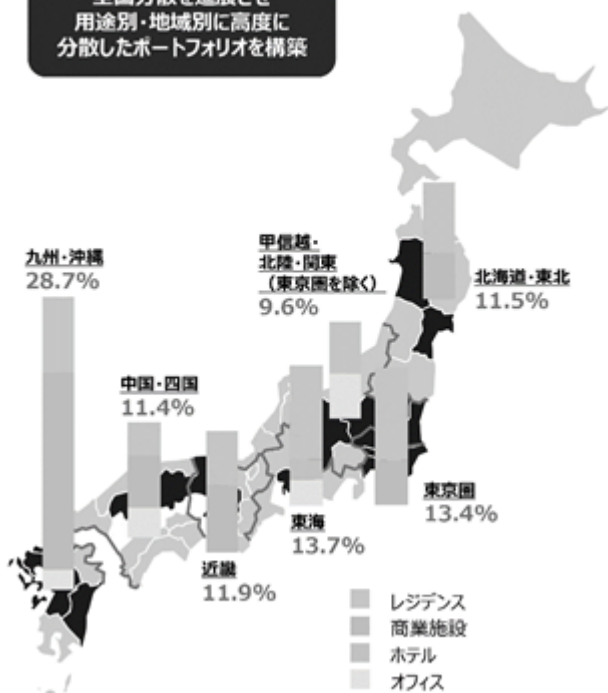 用途別・地域別に高度に
分散したポートフォリオを構築
九州・沖縄
28.7%
中国・四国
11.4%
甲信越・
北陸・関東
（東京圏を除く）
9.6%
北海道・東北
11.5%
東京圏
13.4%
東海
13.7%
近畿
11.9%
レジデンス
商業施設
ホテル
オフィス